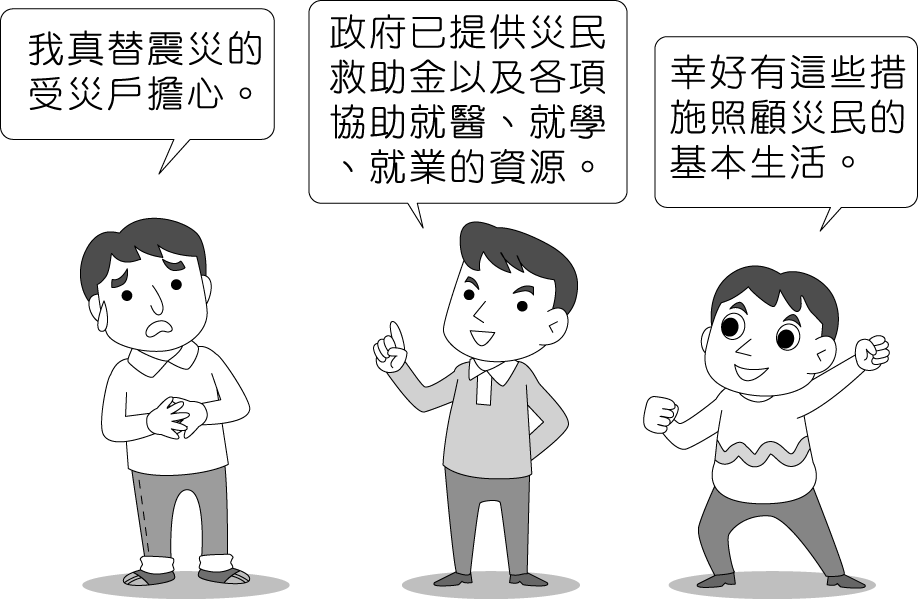 我真替震災的
受災戶擔心。
政府已提供災民
救助金以及各項
協助就醫、就學
、就業的資源。
幸好有這些措
施照顧災民的
基本生活。